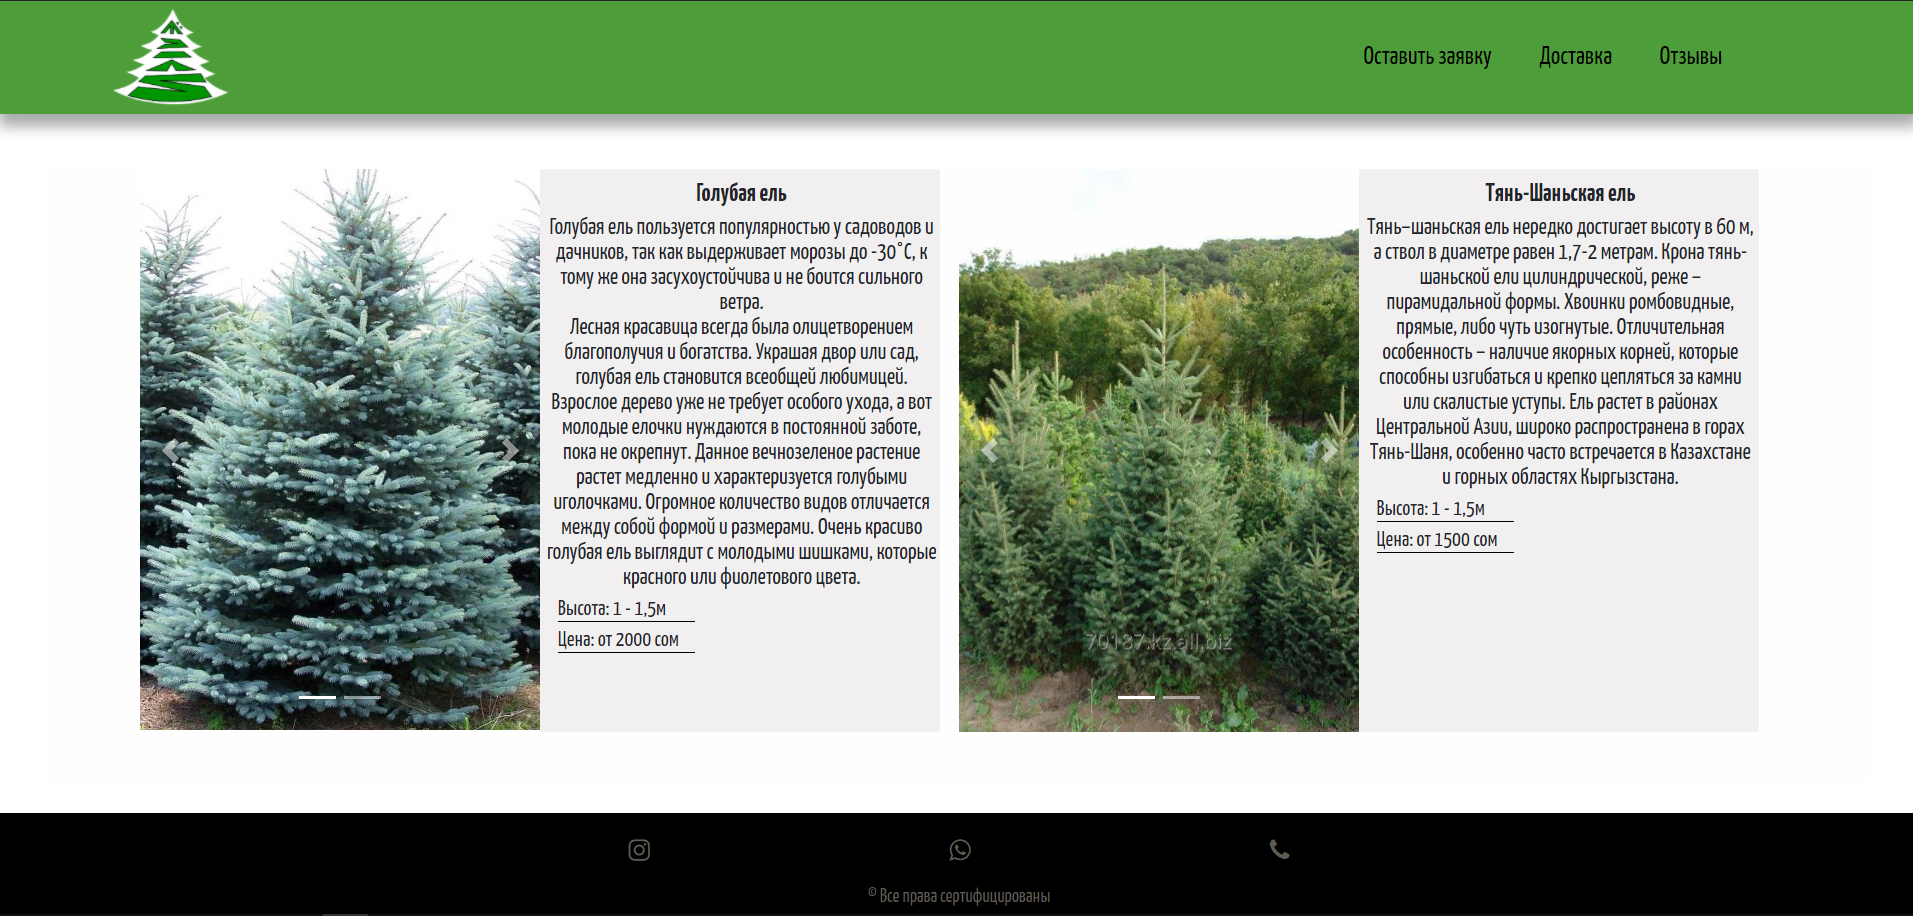 Оставить заявку
Доставка
Отзывы
Голубая ель
Голубая ель пользуется популярностью у садоводов и
дачников, так как выдерживает морозы до -30˚С, к
тому же она засухоустойчива и не боится сильного
ветра.
Лесная красавица всегда была олицетворением
благополучия и богатства. Украшая двор или сад,
голубая ель становится всеобщей любимицей.
Взрослое дерево уже не требует особого ухода, а вот
молодые елочки нуждаются в постоянной заботе,
пока не окрепнут. Данное вечнозеленое растение
растет медленно и характеризуется голубыми
иголочками. Огромное количество видов отличается
между собой формой и размерами. Очень красиво
голубая ель выглядит с молодыми шишками, которые
красного или фиолетового цвета.
Высота: 1 - 1,5м
Цена: от 2000 сом
70187.kz.all.biz
Тянь-Шаньская ель
Тянь–шаньская ель нередко достигает высоту в 60 м,
а ствол в диаметре равен 1,7-2 метрам. Крона тянь-
шаньской ели цилиндрической, реже –
пирамидальной формы. Хвоинки ромбовидные,
прямые, либо чуть изогнутые. Отличительная
особенность – наличие якорных корней, которые
способны изгибаться и крепко цепляться за камни
или скалистые уступы. Ель растет в районах
Центральной Азии, широко распространена в горах
Тянь-Шаня, особенно часто встречается в Казахстане
и горных областях Кыргызстана.
Высота: 1 - 1,5м
Цена: от 1500 сом
© Все права сертифицированы